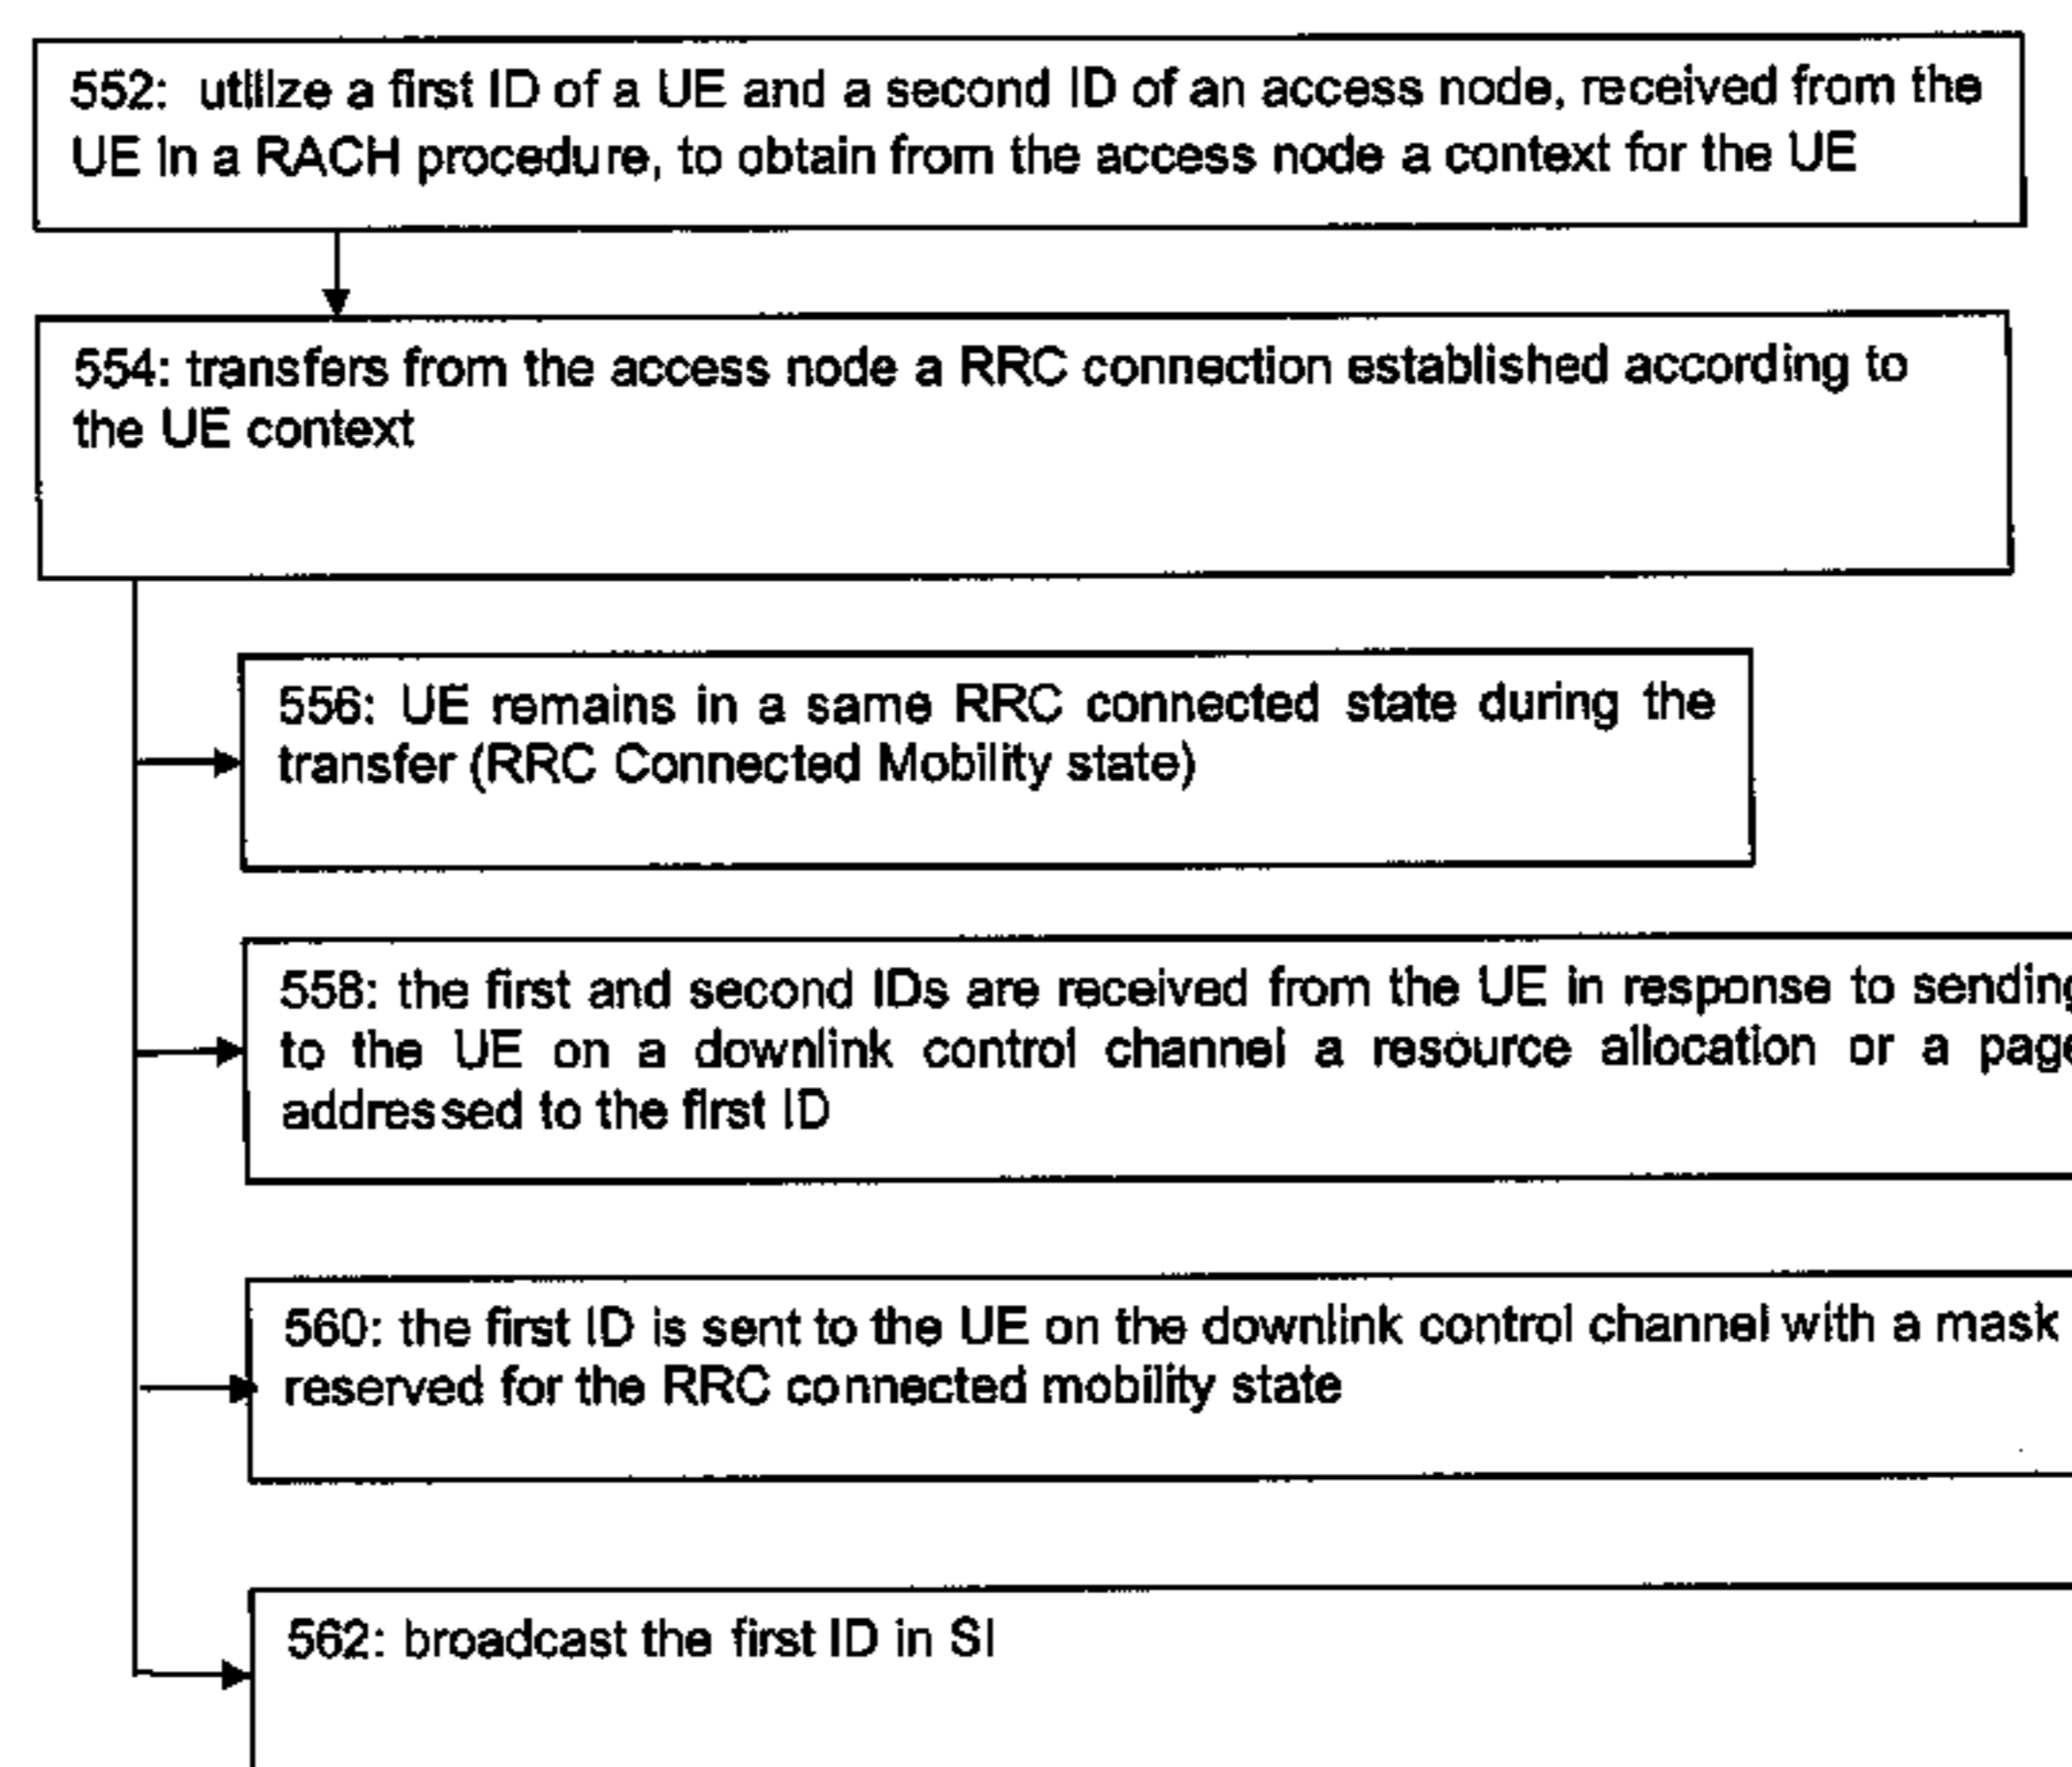 552: utilize a first ID of a UE and a second ID of an access node, received from the
UE in a RACH procedure, to obtain from the access node a context for the UE
554: transfers from the access node a RRC connection established according to
the UE context
556: UE remains in a same RRC connected state during the
transfer (RRC Connected Mobility state)
558: the first and second IDs are received from the UE in response to sending
to the UE on a downlink control channel a resource allocation or a page
addressed to the first ID
560: the first ID is sent to the UE on the downlink control channel with a mask
reserved for the RRC connected mobility state
562: broadcast the first ID in SI